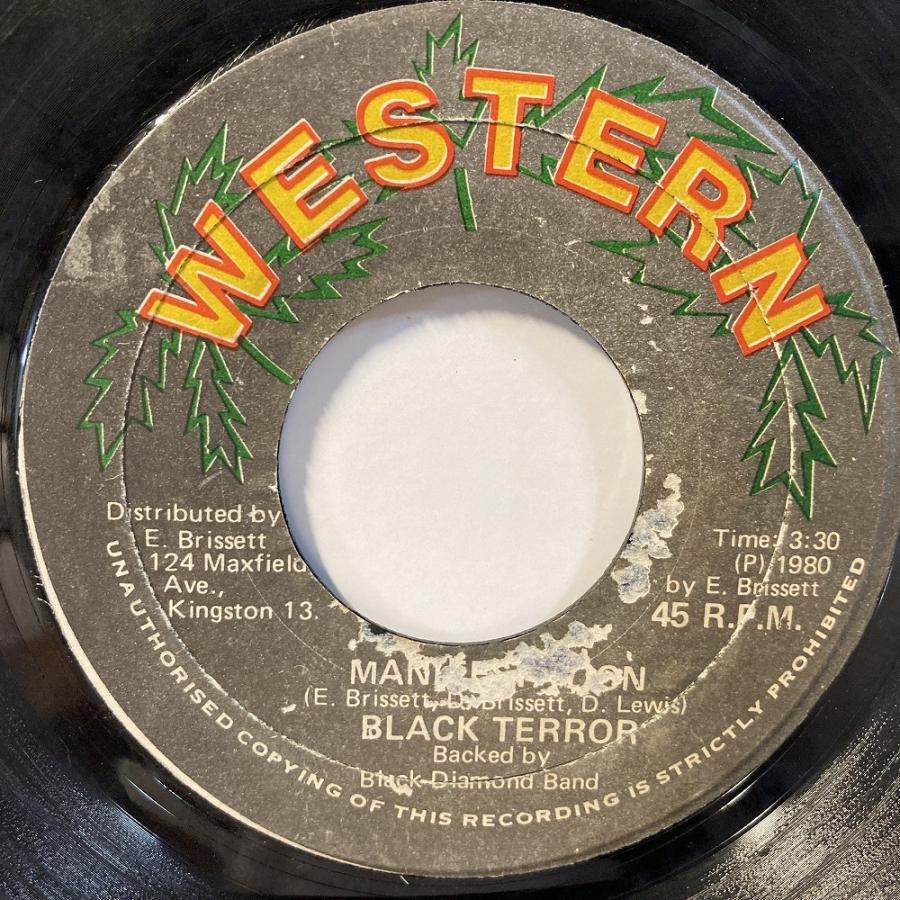 WESTERN
Distributed by
E. Brissett
124 Maxfield
Ave.,
Kingston 13.
Time: 3:30
(P) 1980
by E. Brissett
45 R.P.M.
(E. Brissett, D. Brissett, D. Lewis)
BLACK TERROR
Backed by
Black Diamond Band
UNAUTHORISED COPYING OF THIS RECORDING IS STRICTLY PROHIBITED